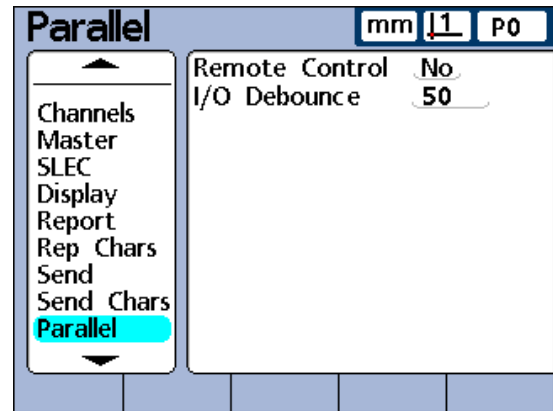 Parallel
mm 1 P0
Channels
Master
SLEC
Display
Report
Rep Chars
Send
Send Chars
Parallel
Remote Control No
I/O Debounce 50